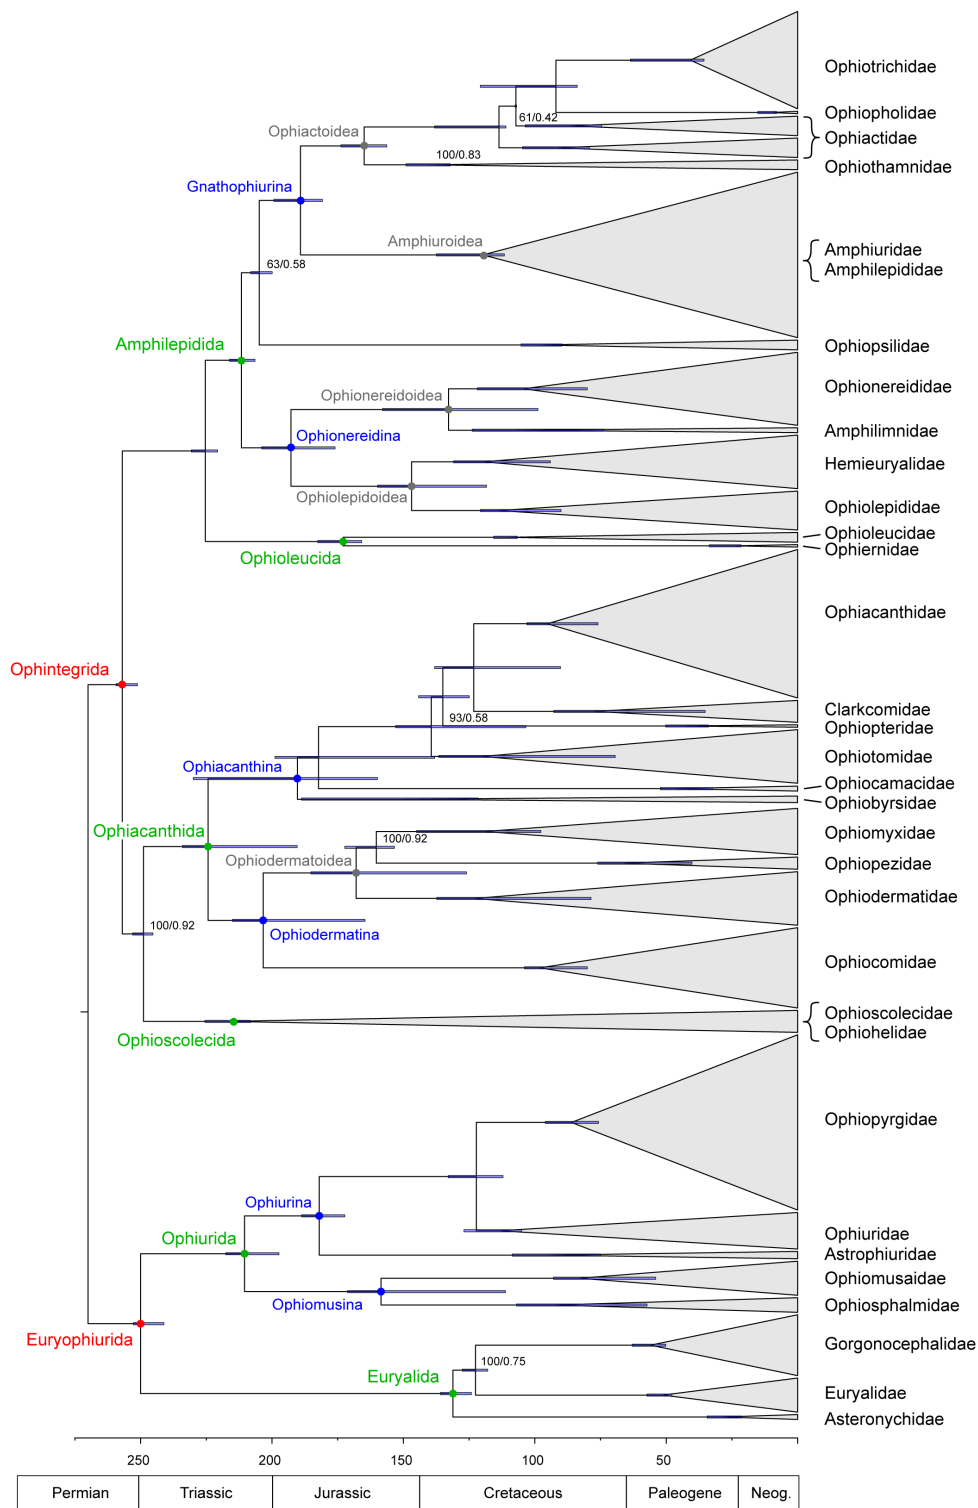 Ophiotrichidae
Ophiopholidae
61/0.42
Ophiactoidea
Ophiactidae
100/0.83
Ophiothamnidae
Gnathophiurina
Amphiuroidea
Amphiuridae
Amphilepididae
63/0.58
Amphilepidida
Ophiopsilidae
Ophionereidoidea
Ophionereididae
Ophionereidina
Amphilimnidae
Hemieuryalidae
Ophiolepidoidea
Ophiolepididae
Ophioleucidae
Ophioleucida
Ophiernidae
Ophiacanthidae
Ophintegrida
Clarkcomidae
93/0.58
Ophiopteridae
Ophiotomidae
Ophiacanthina
Ophiocamacidae
Ophiobyrsidae
Ophiacanthida
Ophiomyxidae
100/0.92
Ophiodermatoidea
Ophiopezidae
Ophiodermatidae
100/0.92
Ophiodermatina
Ophiocomidae
Ophioscolecidae
Ophiohelidae
Ophioscolecida
Ophiopyrgidae
Ophiurina
Ophiurida
Ophiuridae
Astrophiuridae
Ophiomusaidae
Ophiomusina
Ophiosphalmidae
Euryophiurida
Gorgonocephalidae
100/0.75
Euryalida
Euryalidae
Asteronychidae
250 200 150 100 50
Permian Triassic Jurassic Cretaceous Paleogene Neog.